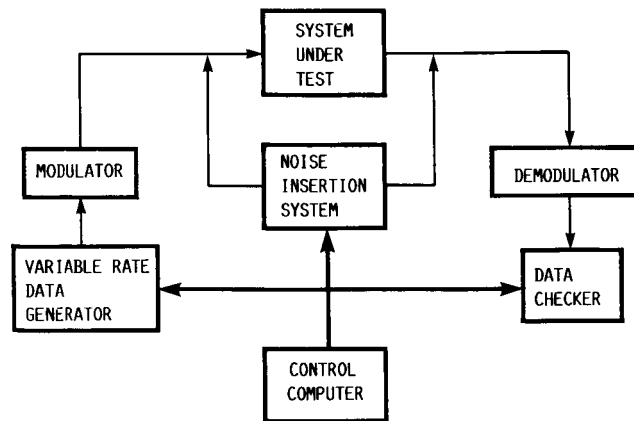 SYSTEM
UNDER
TEST
MODULATOR
NOISE
INSERTION
SYSTEM
DEMODULATOR
VARIABLE RATE
DATA
GENERATOR
DATA
CHECKER
CONTROL
COMPUTER